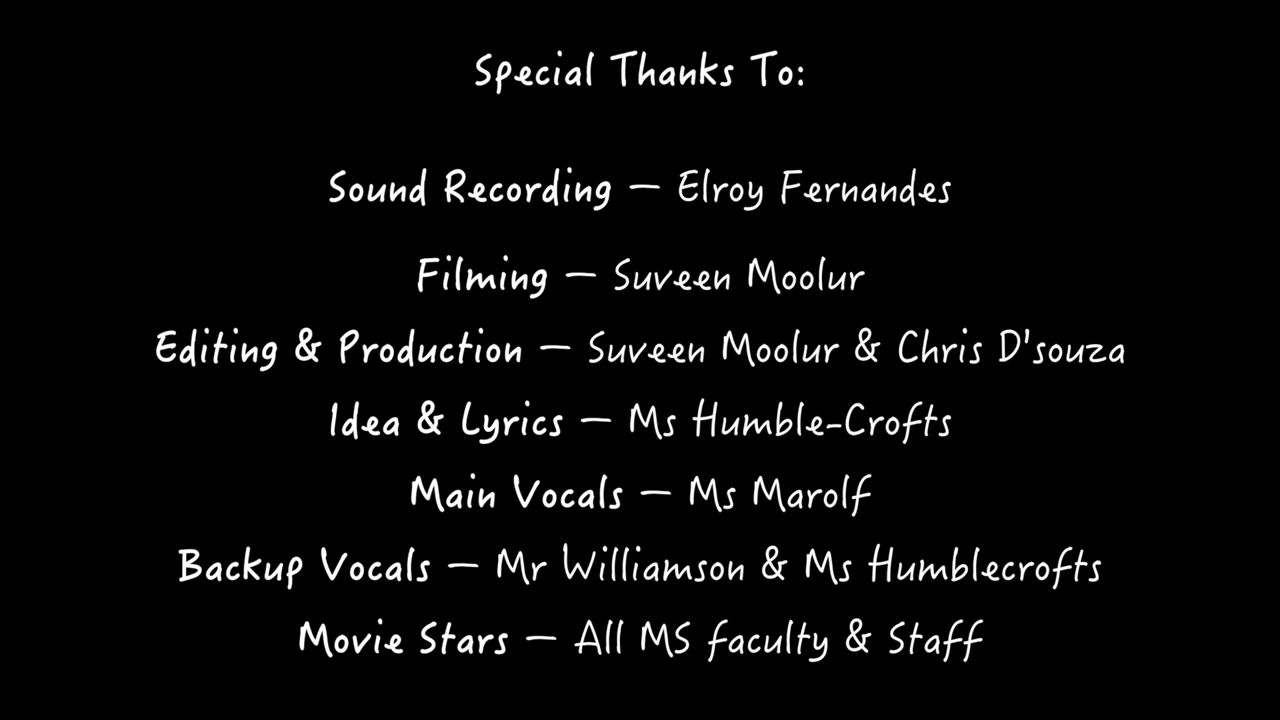 Special Thanks To:
Sound Recording — Elroy Fernandes
Filming — Suveen Moolur
Editing & Production — Suveen Moolur & Chris D'souza
Idea & Lyrics — Ms Humble-Crofts
Main Vocals — Ms Marolf
Backup Vocals — Mr Williamson & Ms Humblecrofts
Movie Stars — All MS faculty & Staff